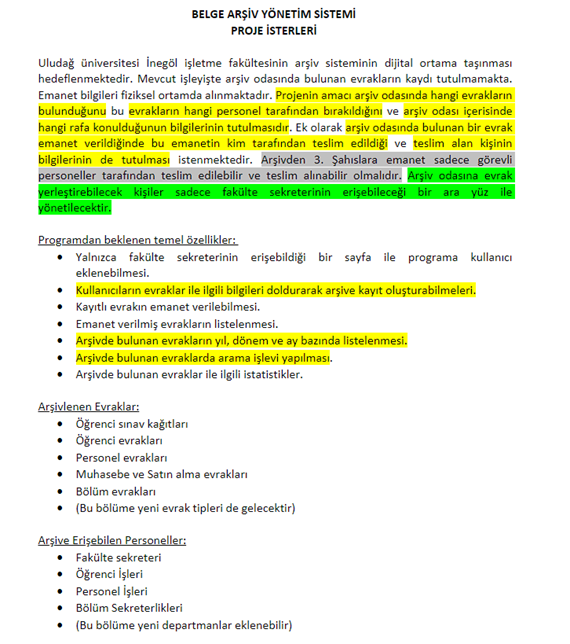 BELGE ARŞİV YÖNETİM SİSTEMİ
PROJE İSTERLERİ
Uludağ üniversitesi İnegöl işletme fakültesinin arşiv sisteminin dijital ortama taşınması
hedeflenmektedir. Mevcut işleyişte arşiv odasında bulunan evrakların kaydı tutulmamakta.
Emanet bilgileri fiziksel ortamda alınmaktadır. Projenin amacı arşiv odasında hangi evrakların
bulunduğunu bu evrakların hangi personel tarafından bırakıldığını ve arşiv odası içerisinde
hangi rafa konulduğunun bilgilerinin tutulmasıdır. Ek olarak arşiv odasında bulunan bir evrak
emanet verildiğinde bu emanetin kim tarafından teslim edildiği ve teslim alan kişinin
bilgilerinin de tutulması istenmektedir. Arşivden 3. Şahıslara emanet sadece görevli
personeller tarafından teslim edilebilir ve teslim alınabilir olmalıdır. Arşiv odasına evrak
yerleştirebilecek kişiler sadece fakülte sekreterinin erişebileceği bir ara yüz ile
yönetilecektir.
Programdan beklenen temel özellikler:
• Yalnızca fakülte sekreterinin erişebildiği bir sayfa ile programa kullanıcı
eklenebilmesi.
• Kullanıcıların evraklar ile ilgili bilgileri doldurarak arşive kayıt oluşturabilmeleri.
• Kayıtlı evrakın emanet verilebilmesi.
• Emanet verilmiş evrakların listelenmesi.
• Arşivde bulunan evrakların yıl, dönem ve ay bazında listelenmesi.
• Arşivde bulunan evraklarda arama işlevi yapılması.
• Arşivde bulunan evraklar ile ilgili istatistikler.
Arşivlenen Evraklar:
• Öğrenci sınav kağıtları
• Öğrenci evrakları
• Personel evrakları
• Muhasebe ve Satın alma evrakları
• Bölüm evrakları
• (Bu bölüme yeni evrak tipleri de gelecektir)
Arşive Erişebilen Personeller:
• Fakülte sekreteri
• Öğrenci İşleri
• Personel İşleri
• Bölüm Sekreterlikleri
• (Bu bölüme yeni departmanlar eklenebilir)